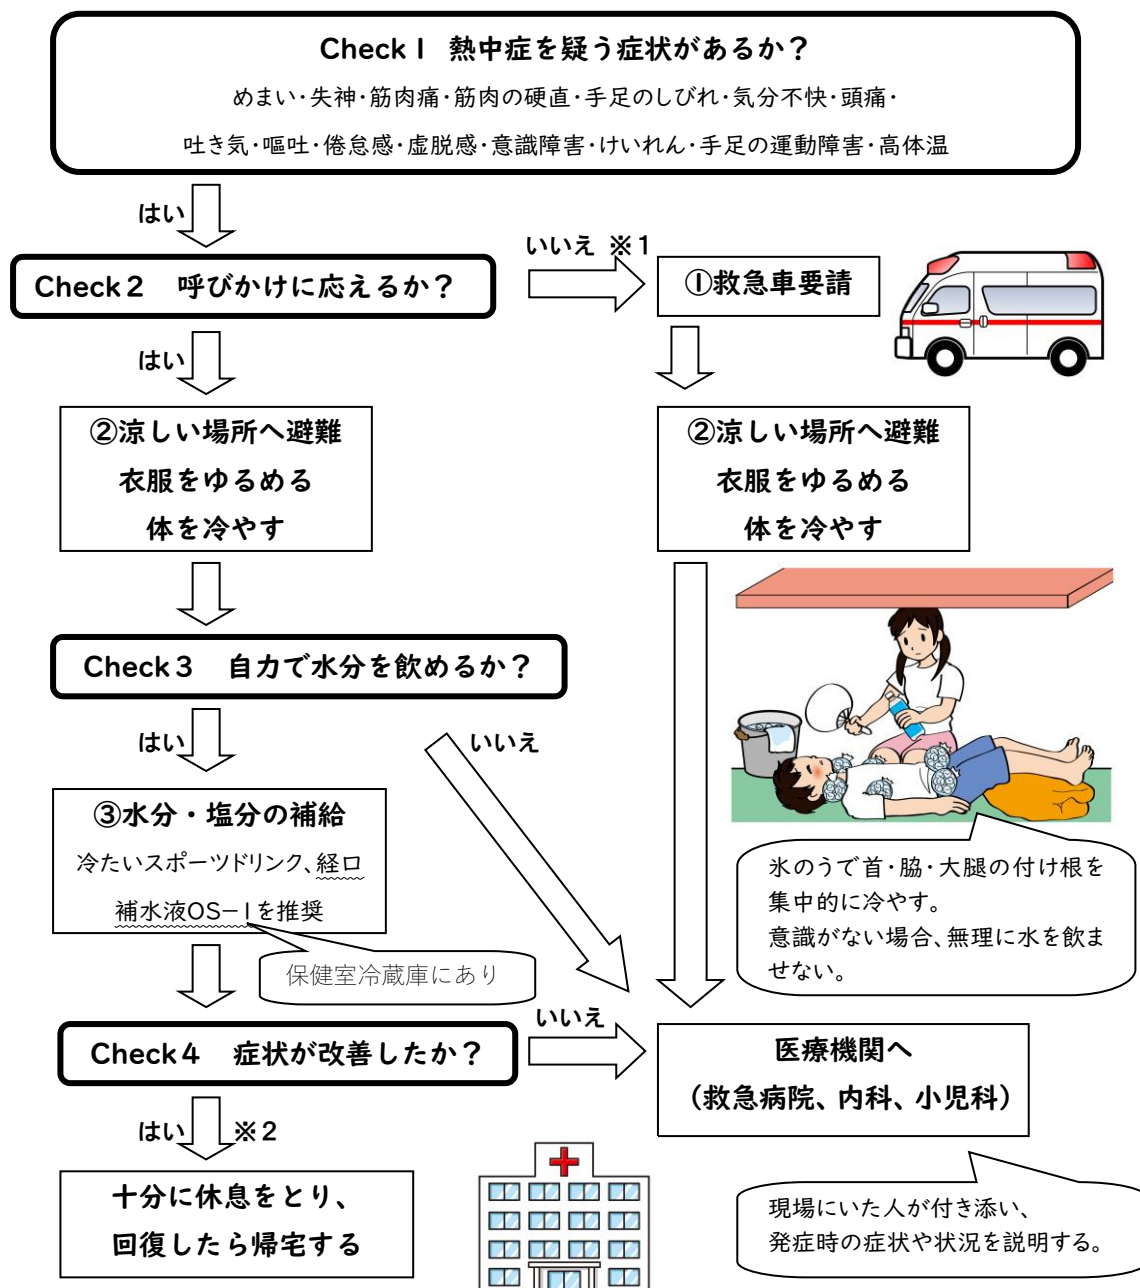 Check1 熱中症を疑う症状があるか?
めまい・失神・筋肉痛・筋肉の硬直・手足のしびれ・気分不快・頭痛・
吐き気・嘔吐・倦怠感・虚脱感・意識障害・けいれん・手足の運動障害・高体温
はい
Check2 呼びかけに応えるか?
いいえ ※1
①救急車要請
はい
②涼しい場所へ避難
衣服をゆるめる
体を冷やす
②涼しい場所へ避難
衣服をゆるめる
体を冷やす
Check3 自力で水分を飲めるか?
はい
いいえ
③水分・塩分の補給
冷たいスポーツドリンク、経口
補水液OS-1を推奨
保健室冷蔵庫にあり
氷のうで首・脇・大腿の付け根を
集中的に冷やす。
意識がない場合、無理に水を飲ま
せない。
Check4 症状が改善したか?
いいえ
医療機関へ
(救急病院、内科、小児科)
はい ※2
十分に休息をとり、
回復したら帰宅する
現場にいた人が付き添い、
発症時の症状や状況を説明する。